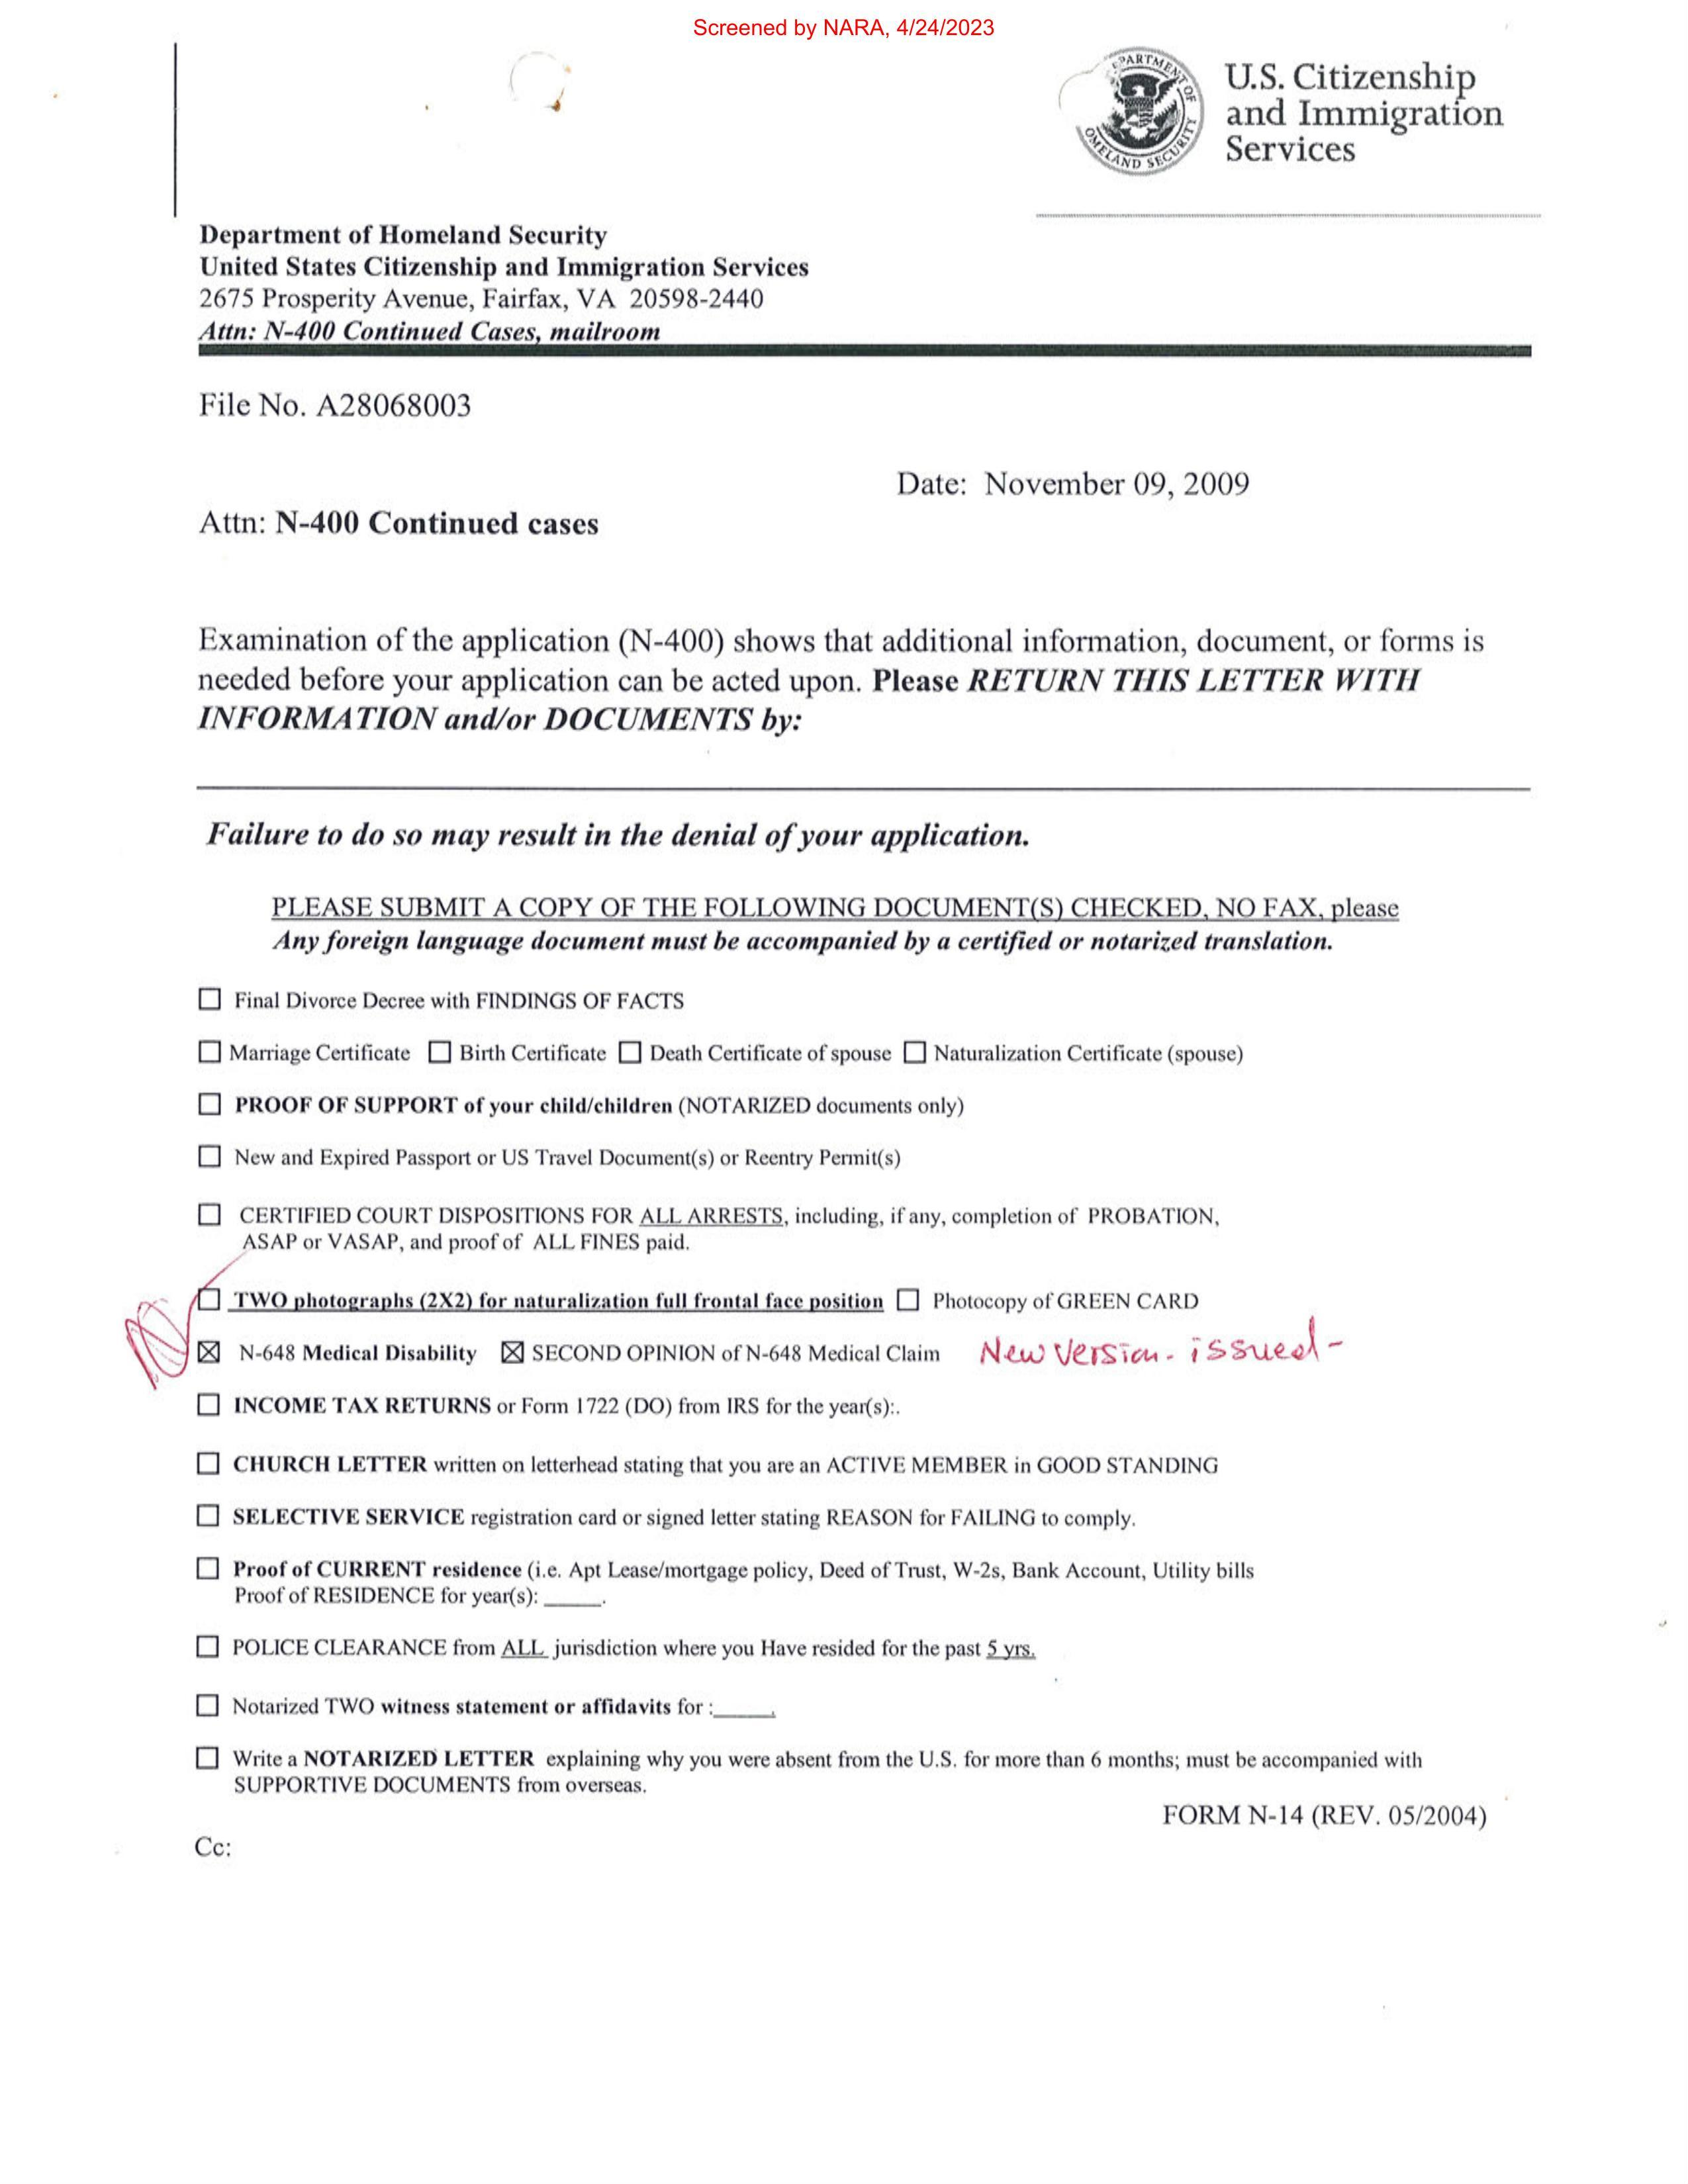 Screened by NARA, 4/24/2023
DEPARTMENT OF HOMELAND SECURITY
U.S. Citizenship
and Immigration
Services
Department of Homeland Security
United States Citizenship and Immigration Services
2675 Prosperity Avenue, Fairfax, VA 20598-2440
Attn: N-400 Continued Cases, mailroom
File No. A28068003
Date: November 09, 2009
Attn: N-400 Continued cases
Examination of the application (N-400) shows that additional information, document, or forms is
needed before your application can be acted upon. Please RETURN THIS LETTER WITH
INFORMATION and/or DOCUMENTS by:
Failure to do so may result in the denial of your application.
PLEASE SUBMIT A COPY OF THE FOLLOWING DOCUMENT(S) CHECKED, NO FAX, please
Any foreign language document must be accompanied by a certified or notarized translation.
☐ Final Divorce Decree with FINDINGS OF FACTS
☐ Marriage Certificate ☐ Birth Certificate ☐ Death Certificate of spouse ☐ Naturalization Certificate (spouse)
☐ PROOF OF SUPPORT of your child/children (NOTARIZED documents only)
☐ New and Expired Passport or US Travel Document(s) or Reentry Permit(s)
☐ CERTIFIED COURT DISPOSITIONS FOR ALL ARRESTS, including, if any, completion of PROBATION,
ASAP or VASAP, and proof of ALL FINES paid.
☐ TWO photographs (2X2) for naturalization full frontal face position ☐ Photocopy of GREEN CARD
☒ N-648 Medical Disability ☒ SECOND OPINION of N-648 Medical Claim New Version - issued -
☐ INCOME TAX RETURNS or Form 1722 (DO) from IRS for the year(s):.
☐ CHURCH LETTER written on letterhead stating that you are an ACTIVE MEMBER in GOOD STANDING
☐ SELECTIVE SERVICE registration card or signed letter stating REASON for FAILING to comply.
☐ Proof of CURRENT residence (i.e. Apt Lease/mortgage policy, Deed of Trust, W-2s, Bank Account, Utility bills
Proof of RESIDENCE for year(s): _____.
☐ POLICE CLEARANCE from ALL jurisdiction where you Have resided for the past 5 yrs.
☐ Notarized TWO witness statement or affidavits for :_____.
☐ Write a NOTARIZED LETTER explaining why you were absent from the U.S. for more than 6 months; must be accompanied with
SUPPORTIVE DOCUMENTS from overseas.
FORM N-14 (REV. 05/2004)
Cc: